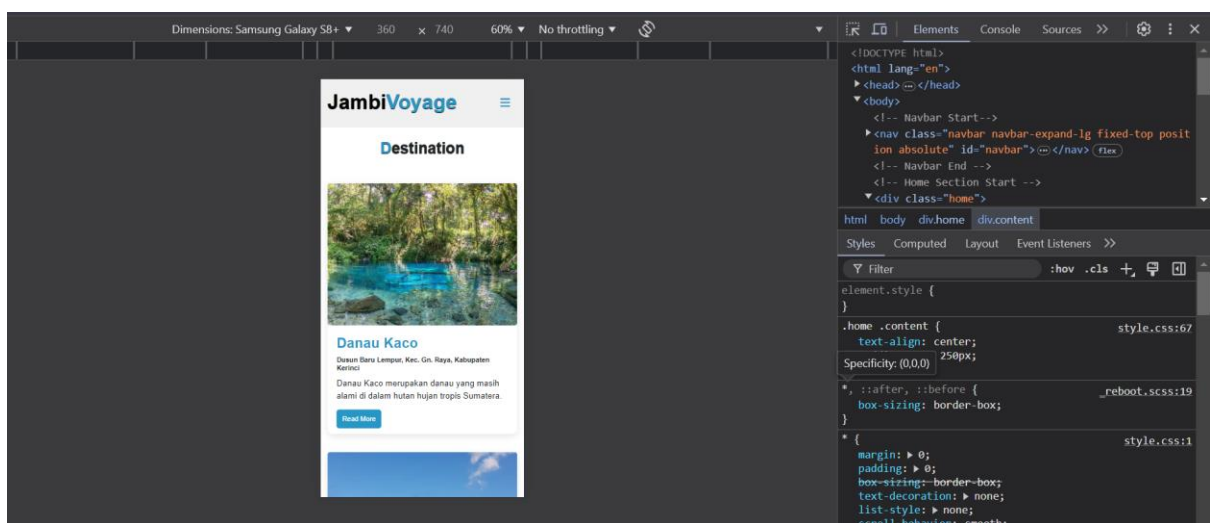 Dimensions: Samsung Galaxy S8+ ▼ 360 × 740 60% ▼ No throttling ▼
JambiVoyage
Destination
Danau Kaco
Dusun Baru Lempur, Kec. Gn. Raya, Kabupaten
Kerinci
Danau Kaco merupakan danau yang masih
alami di dalam hutan hujan tropis Sumatera.
Read More
Elements Console Sources
<!DOCTYPE html>
<html lang="en">
<head> … </head>
<body>
<!-- Navbar Start-->
<nav class="navbar navbar-expand-lg fixed-top posit
ion absolute" id="navbar"> … </nav> flex
<!-- Navbar End -->
<!-- Home Section Start -->
<div class="home">
html body div.home div.content
Styles Computed Layout Event Listeners
Filter :hov .cls
element.style {
}
.home .content { style.css:67
text-align: center;
250px;
Specificity: (0,0,0)
*, ::after, ::before { _reboot.scss:19
box-sizing: border-box;
}
* { style.css:1
margin: ▶ 0;
padding: ▶ 0;
box-sizing: border-box;
text-decoration: ▶ none;
list-style: ▶ none;
scroll-behavior: smooth;